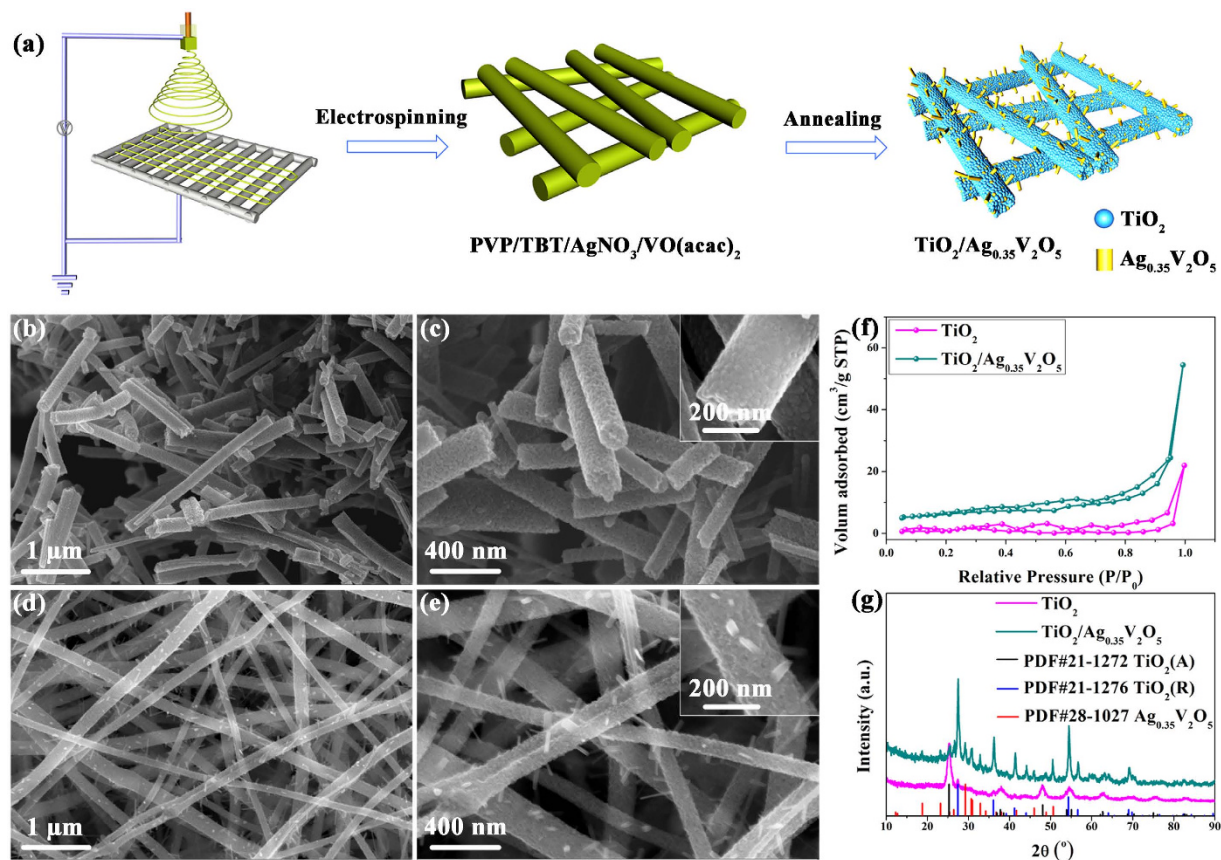 (a)
V
Electrospinning
Annealing
PVP/TBT/AgNO₃/VO(acac)₂
TiO₂/Ag₀.₃₅V₂O₅
TiO₂
Ag₀.₃₅V₂O₅
(b)
1 μm
(c)
200 nm
400 nm
(d)
1 μm
(e)
200 nm
400 nm
(f)
TiO₂
TiO₂/Ag₀.₃₅V₂O₅
Volum adsorbed (cm³/g STP)
60
40
20
0
0.0 0.2 0.4 0.6 0.8 1.0
Relative Pressure (P/P₀)
(g)
TiO₂
TiO₂/Ag₀.₃₅V₂O₅
PDF#21-1272 TiO₂(A)
PDF#21-1276 TiO₂(R)
PDF#28-1027 Ag₀.₃₅V₂O₅
Intensity (a.u.)
10 20 30 40 50 60 70 80 90
2θ (°)